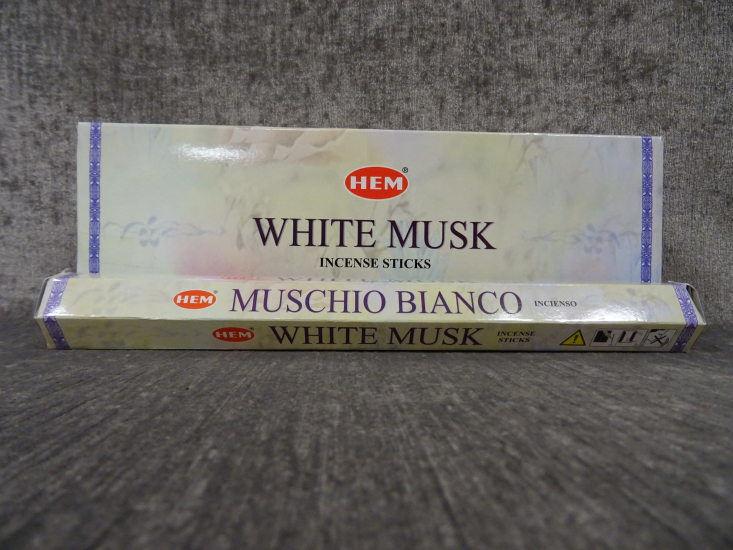 HEM®
WHITE MUSK
INCENSE STICKS
HEM MUSCHIO BIANCO INCIENSO
HEM WHITE MUSK INCENSE STICKS